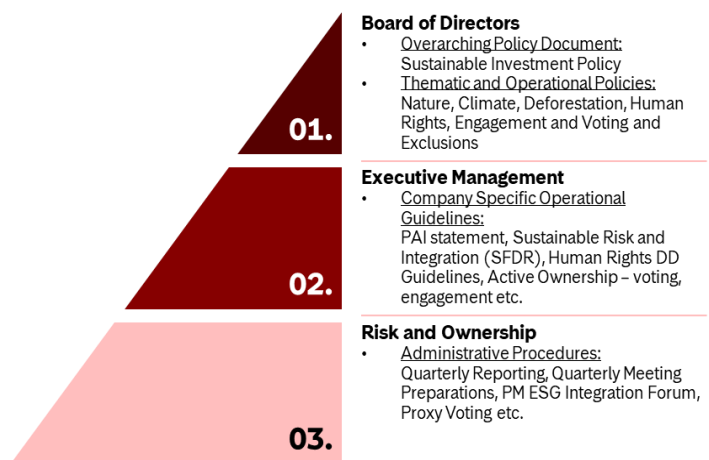 Board of Directors
• Overarching Policy Document:
Sustainable Investment Policy
• Thematic and Operational Policies:
Nature, Climate, Deforestation, Human
Rights, Engagement and Voting and
Exclusions
01.
Executive Management
• Company Specific Operational
Guidelines:
PAI statement, Sustainable Risk and
Integration (SFDR), Human Rights DD
Guidelines, Active Ownership – voting,
engagement etc.
02.
Risk and Ownership
• Administrative Procedures:
Quarterly Reporting, Quarterly Meeting
Preparations, PM ESG Integration Forum,
Proxy Voting etc.
03.